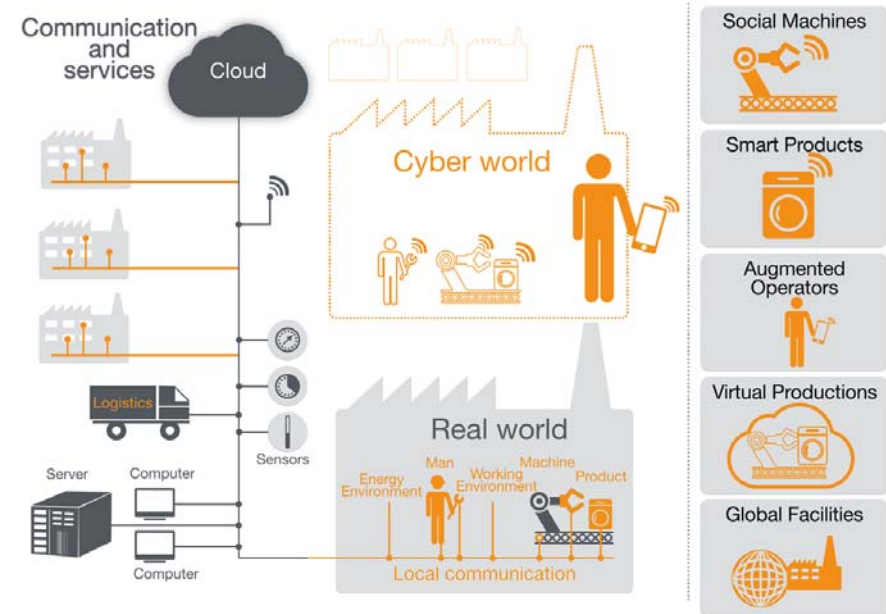 Communication
and
services
Cloud
Cyber world
Logistics
Sensors
Server
Computer
Computer
Real world
Energy
Environment
Man
Working
Environment
Machine
Product
Local communication
Social Machines
Smart Products
Augmented
Operators
Virtual Productions
Global Facilities